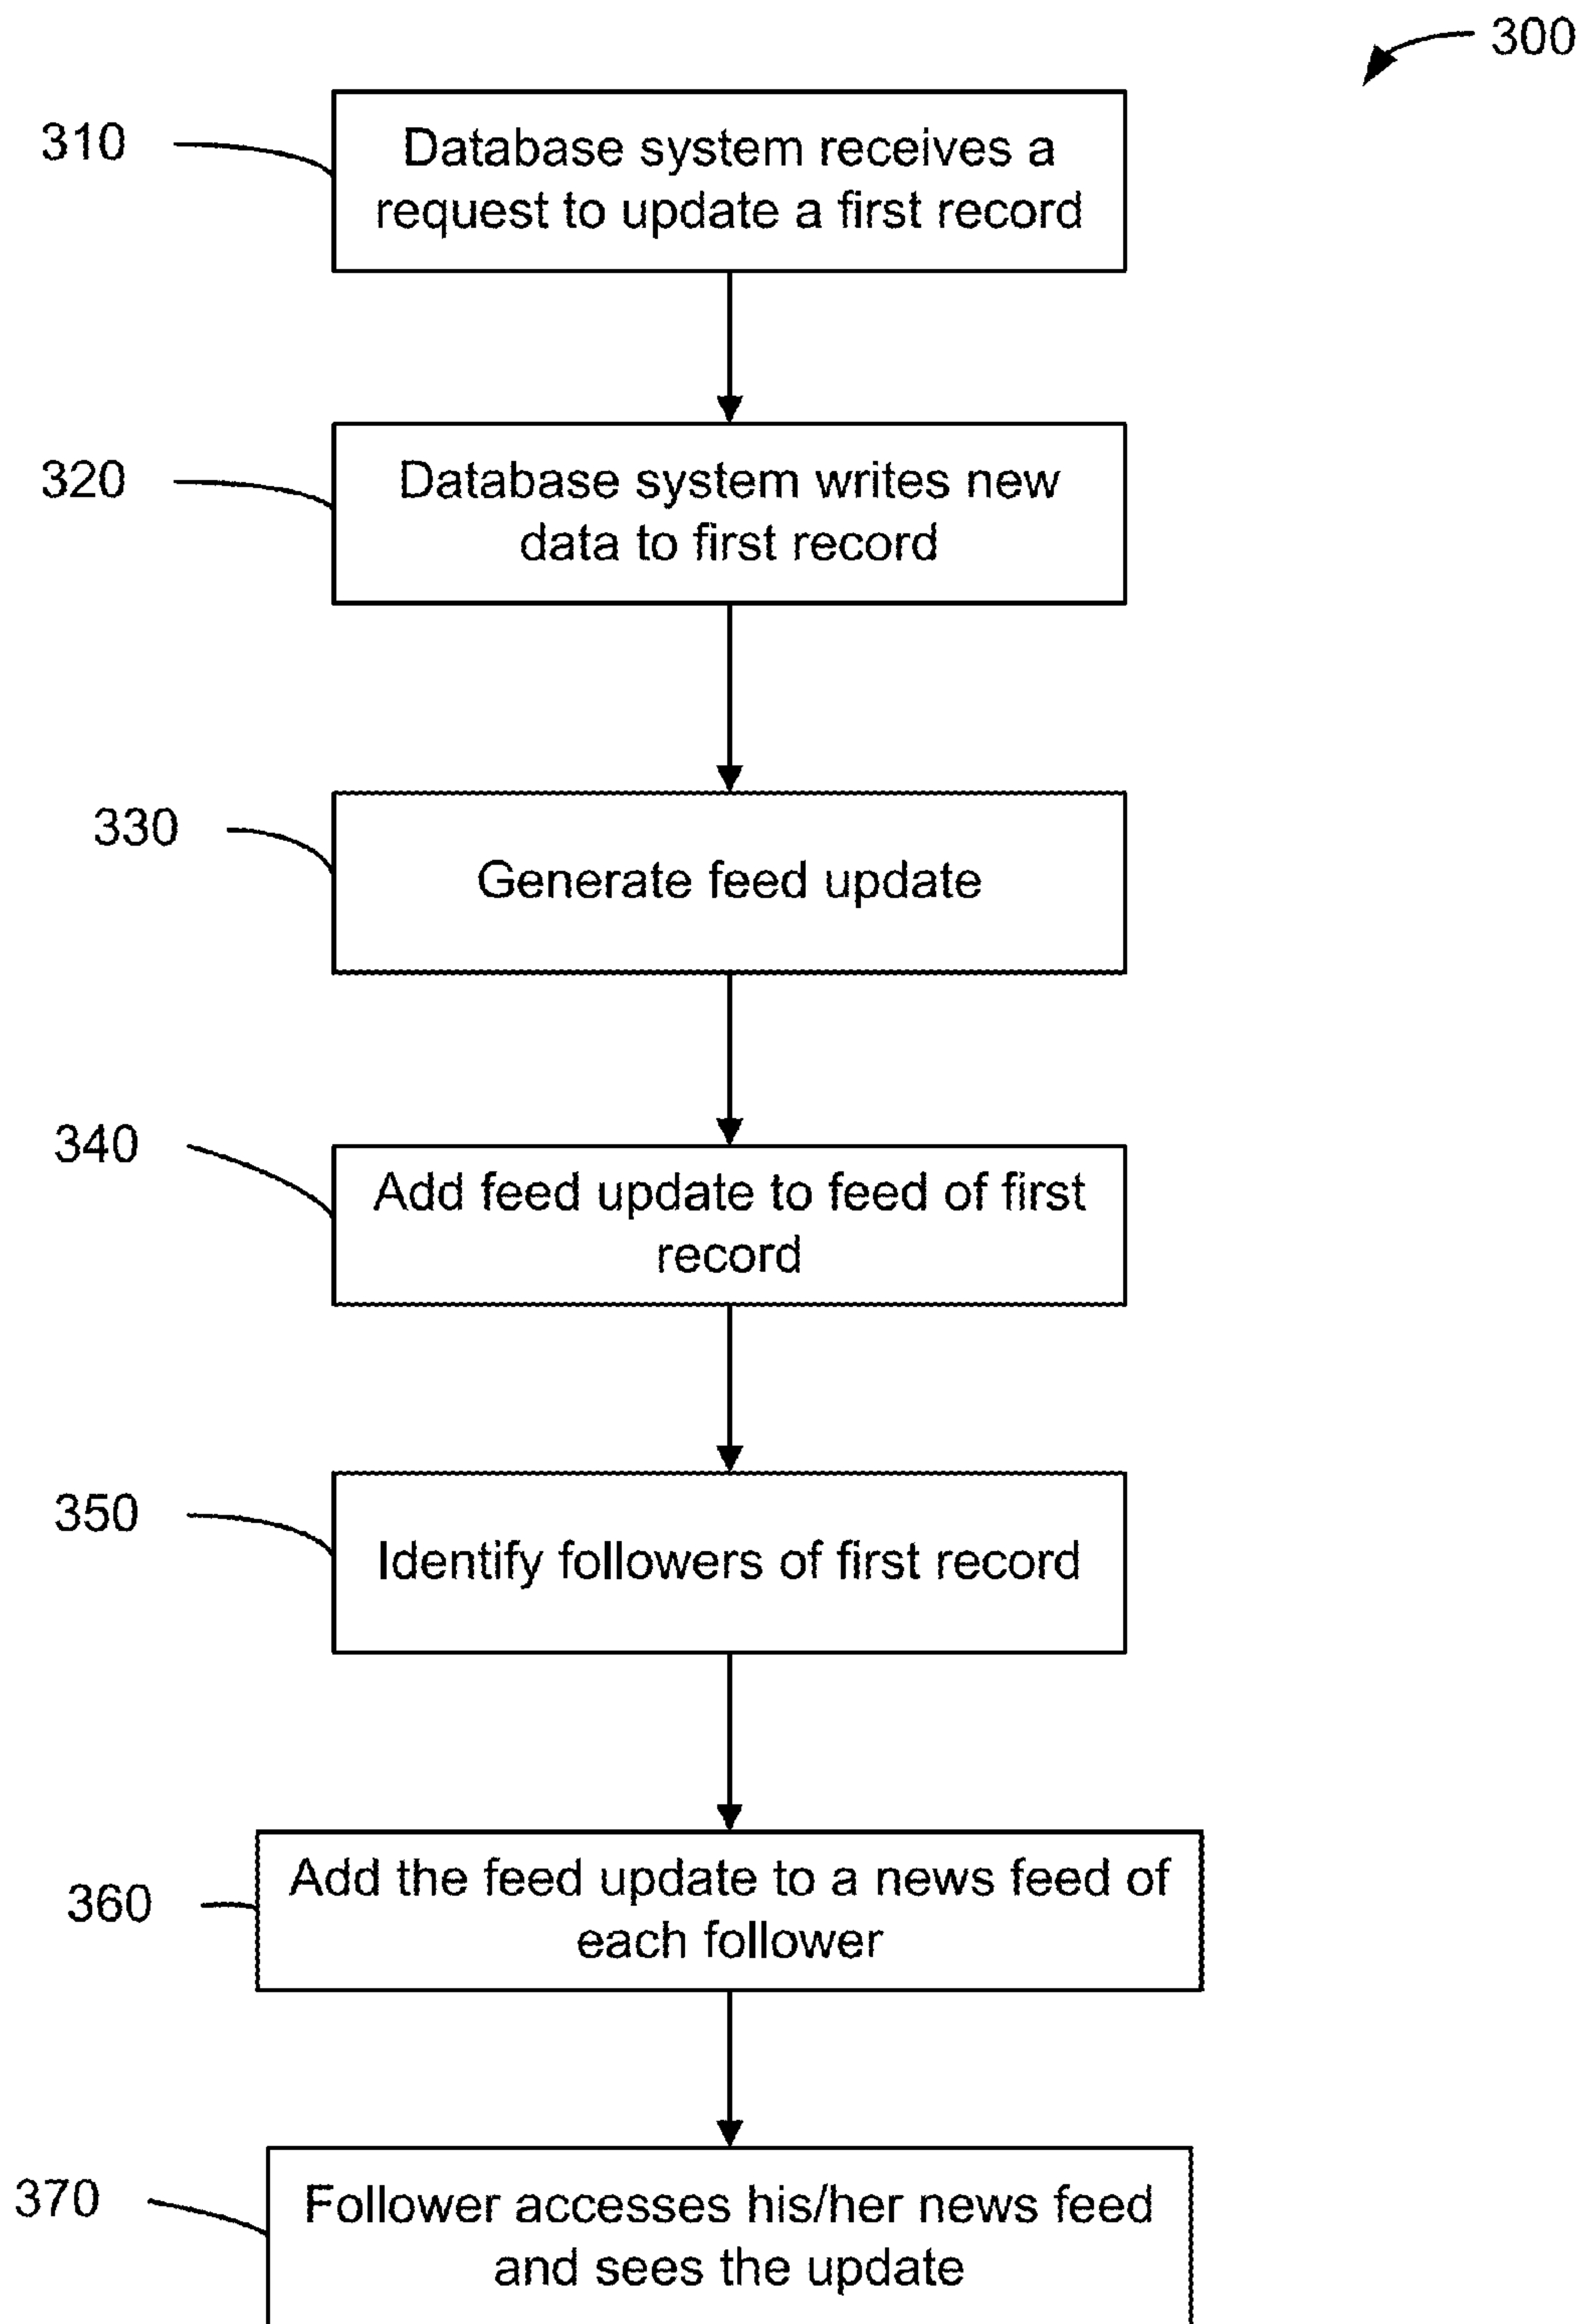 300
310
Database system receives a
request to update a first record
320
Database system writes new
data to first record
330
Generate feed update
340
Add feed update to feed of first
record
350
Identify followers of first record
360
Add the feed update to a news feed of
each follower
370
Follower accesses his/her news feed
and sees the update